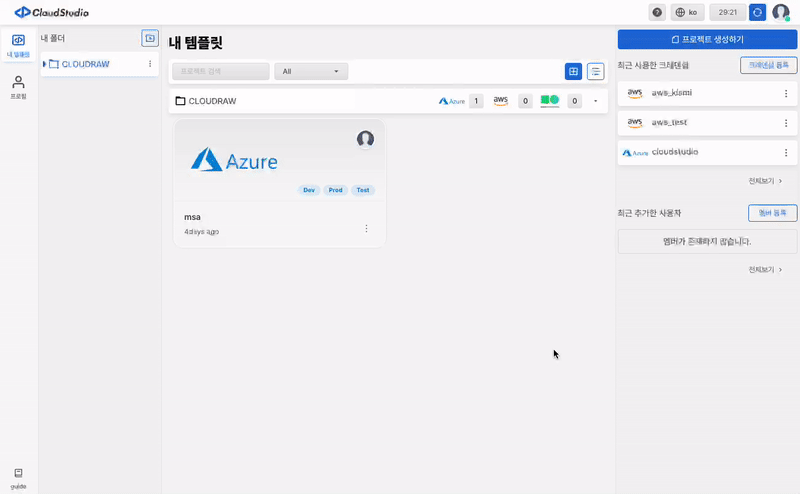 CloudStudio
ko
29:21
내 템플릿
프로필
guide
내 폴더
CLOUDRAW
내 템플릿
프로젝트 검색
All
CLOUDRAW
Azure 1 aws 0 0
Azure
Dev Prod Test
msa
4days ago
프로젝트 생성하기
최근 사용한 크레덴셜 크레덴셜 등록
aws aws_kismi
aws aws_test
Azure cloudstudio
전체보기 >
최근 추가한 사용자 멤버 등록
멤버가 존재하지 않습니다.
전체보기 >